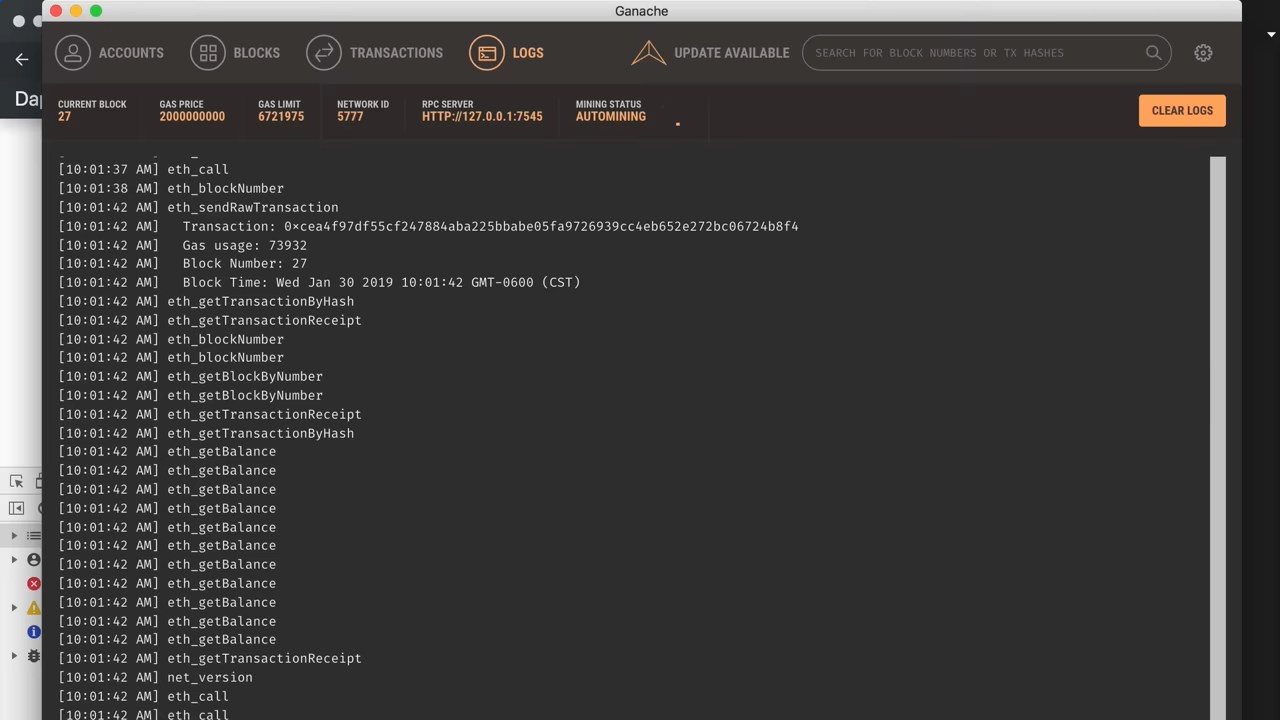 Ganache
ACCOUNTS
BLOCKS
TRANSACTIONS
LOGS
UPDATE AVAILABLE
SEARCH FOR BLOCK NUMBERS OR TX HASHES
CURRENT BLOCK
27
GAS PRICE
2000000000
GAS LIMIT
6721975
NETWORK ID
5777
RPC SERVER
HTTP://127.0.0.1:7545
MINING STATUS
AUTOMINING
CLEAR LOGS
[10:01:37 AM] eth_call
[10:01:38 AM] eth_blockNumber
[10:01:42 AM] eth_sendRawTransaction
[10:01:42 AM]   Transaction: 0xcea4f97df55cf247884aba225bbabe05fa9726939cc4eb652e272bc06724b8f4
[10:01:42 AM]   Gas usage: 73932
[10:01:42 AM]   Block Number: 27
[10:01:42 AM]   Block Time: Wed Jan 30 2019 10:01:42 GMT-0600 (CST)
[10:01:42 AM] eth_getTransactionByHash
[10:01:42 AM] eth_getTransactionReceipt
[10:01:42 AM] eth_blockNumber
[10:01:42 AM] eth_blockNumber
[10:01:42 AM] eth_getBlockByNumber
[10:01:42 AM] eth_getBlockByNumber
[10:01:42 AM] eth_getTransactionReceipt
[10:01:42 AM] eth_getTransactionByHash
[10:01:42 AM] eth_getBalance
[10:01:42 AM] eth_getBalance
[10:01:42 AM] eth_getBalance
[10:01:42 AM] eth_getBalance
[10:01:42 AM] eth_getBalance
[10:01:42 AM] eth_getBalance
[10:01:42 AM] eth_getBalance
[10:01:42 AM] eth_getBalance
[10:01:42 AM] eth_getBalance
[10:01:42 AM] eth_getBalance
[10:01:42 AM] eth_getBalance
[10:01:42 AM] eth_getTransactionReceipt
[10:01:42 AM] net_version
[10:01:42 AM] eth_call
[10:01:42 AM] eth_call